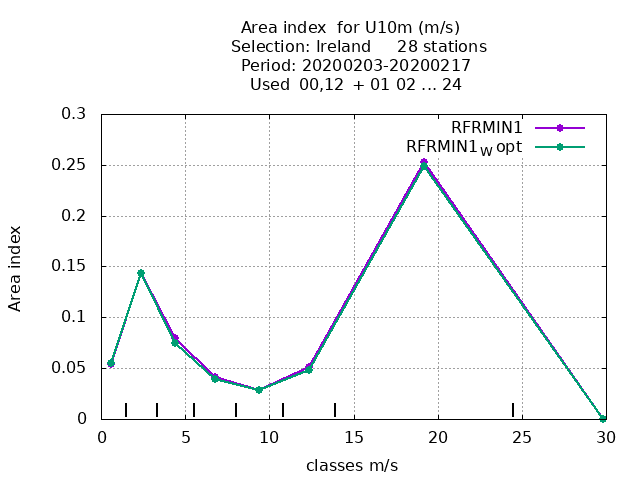 Area index  for U10m (m/s)
Selection: Ireland     28 stations
Period: 20200203-20200217
Used  00,12  + 01 02 ... 24
RFRMIN1
RFRMIN1W opt
0.3
0.25
0.2
0.15
0.1
0.05
0
Area index
0 5 10 15 20 25 30
classes m/s